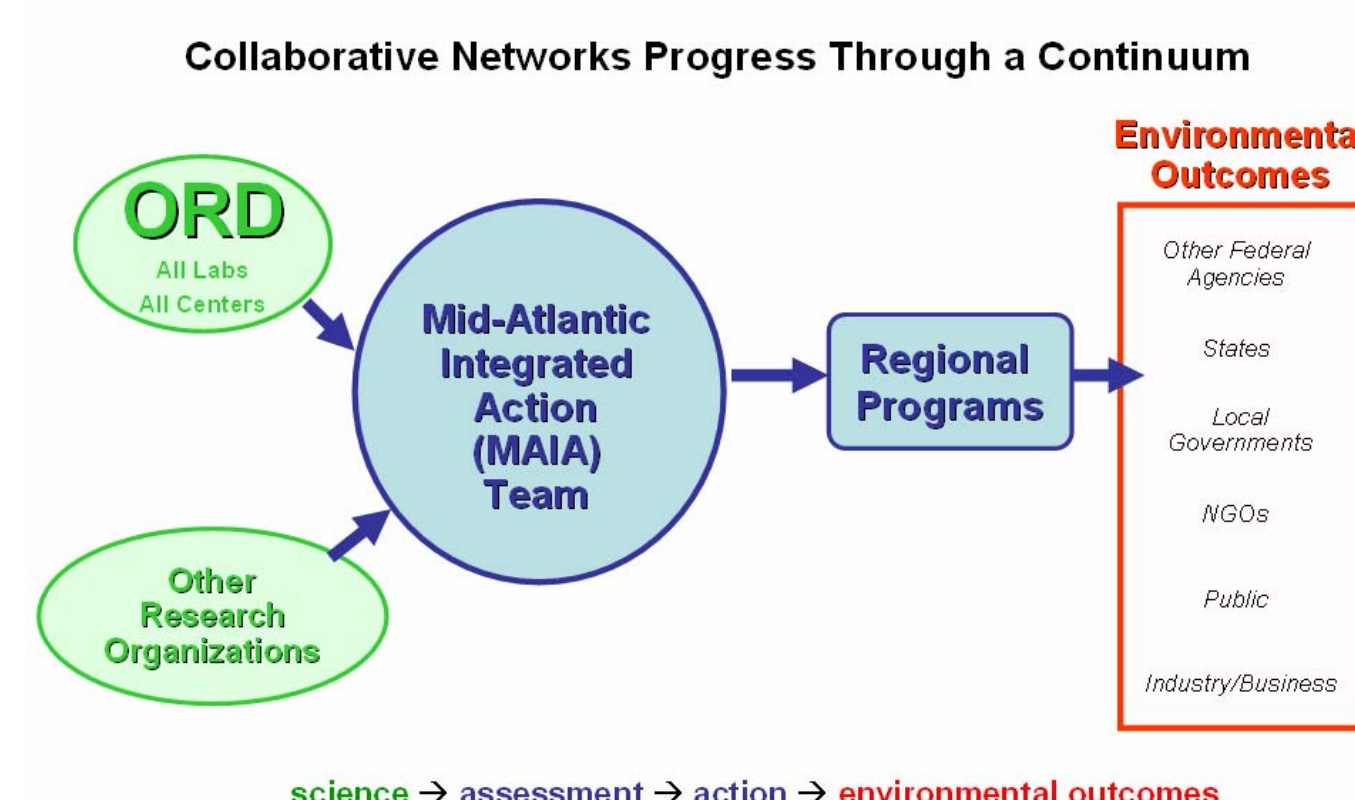 Collaborative Networks Progress Through a Continuum
ORD
All Labs
All Centers
Other
Research
Organizations
Mid-Atlantic
Integrated
Action
(MAIA)
Team
Regional
Programs
Environmenta
Outcomes
Other Federal
Agencies
States
Local
Governments
NGOs
Public
Industry/Business
science → assessment → action → environmental outcomes